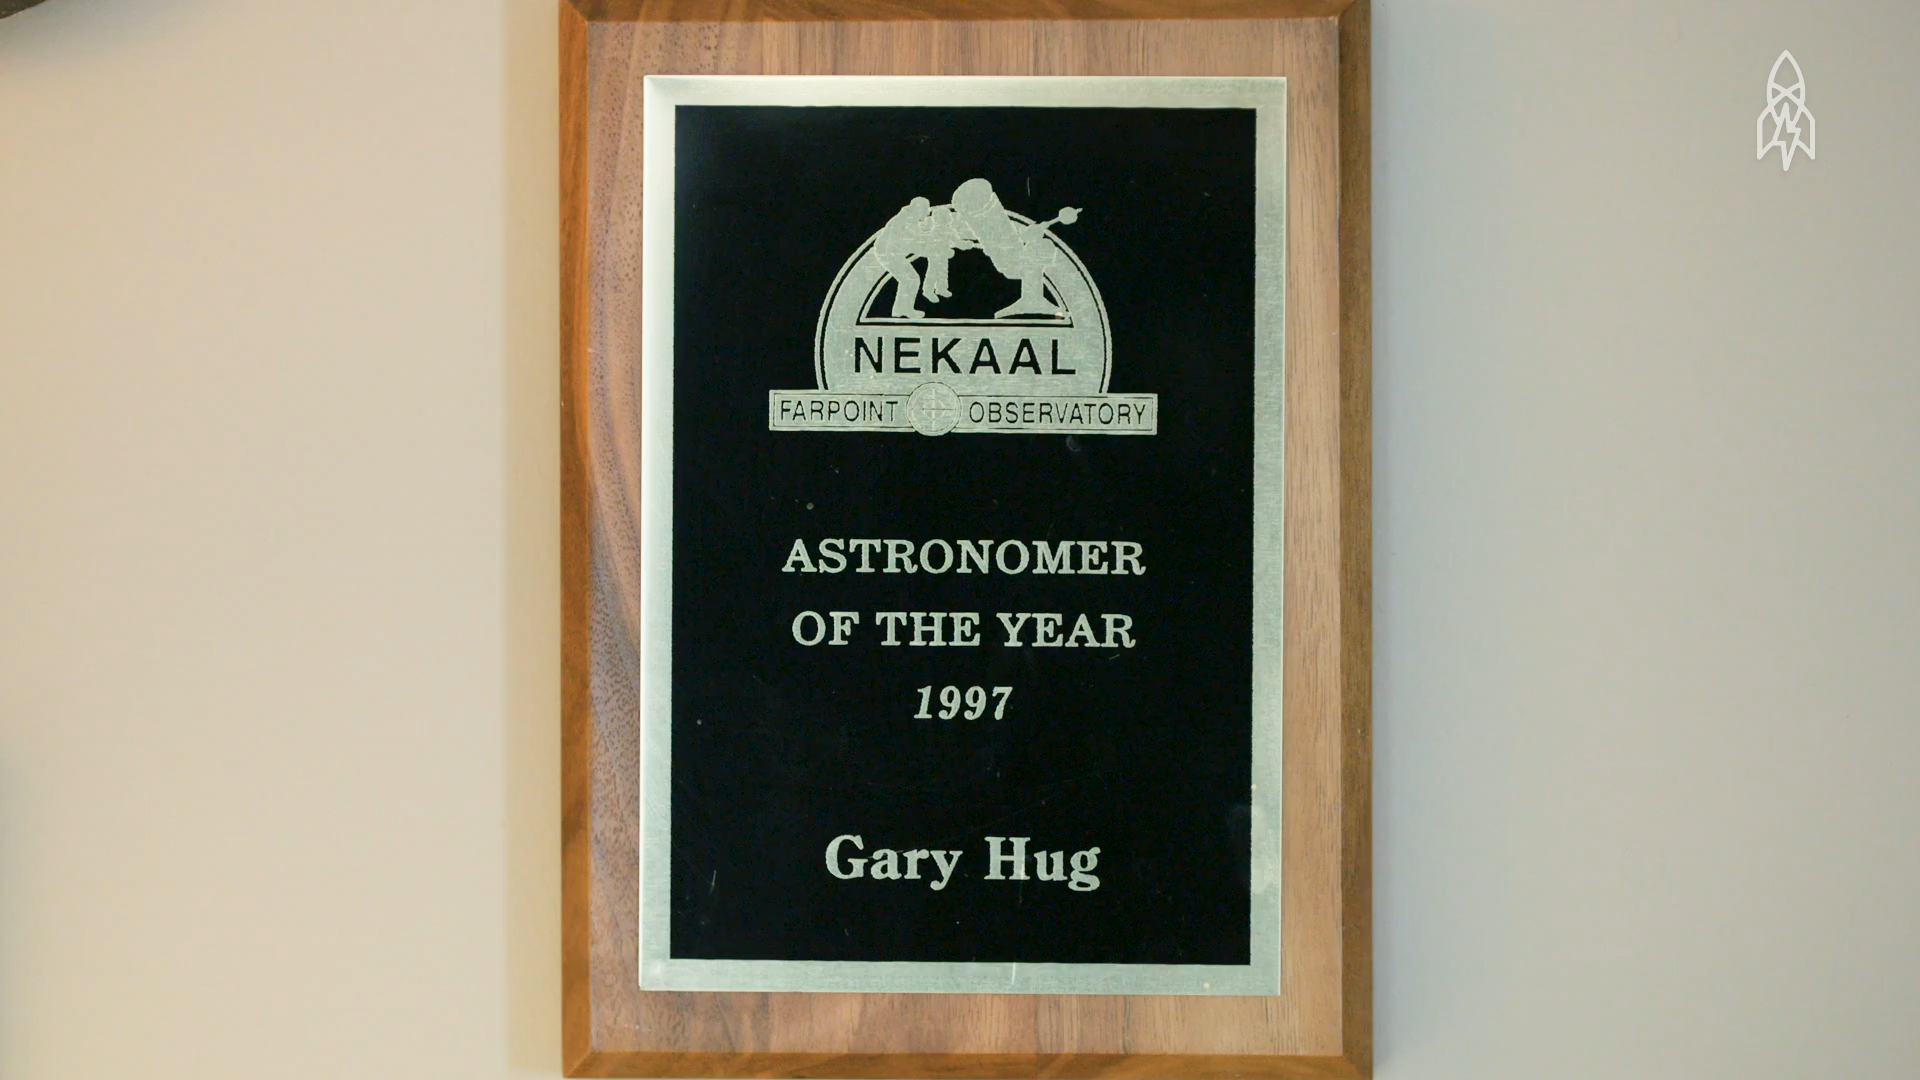 NEKAAL
FARPOINT OBSERVATORY
ASTRONOMER
OF THE YEAR
1997
Gary Hug